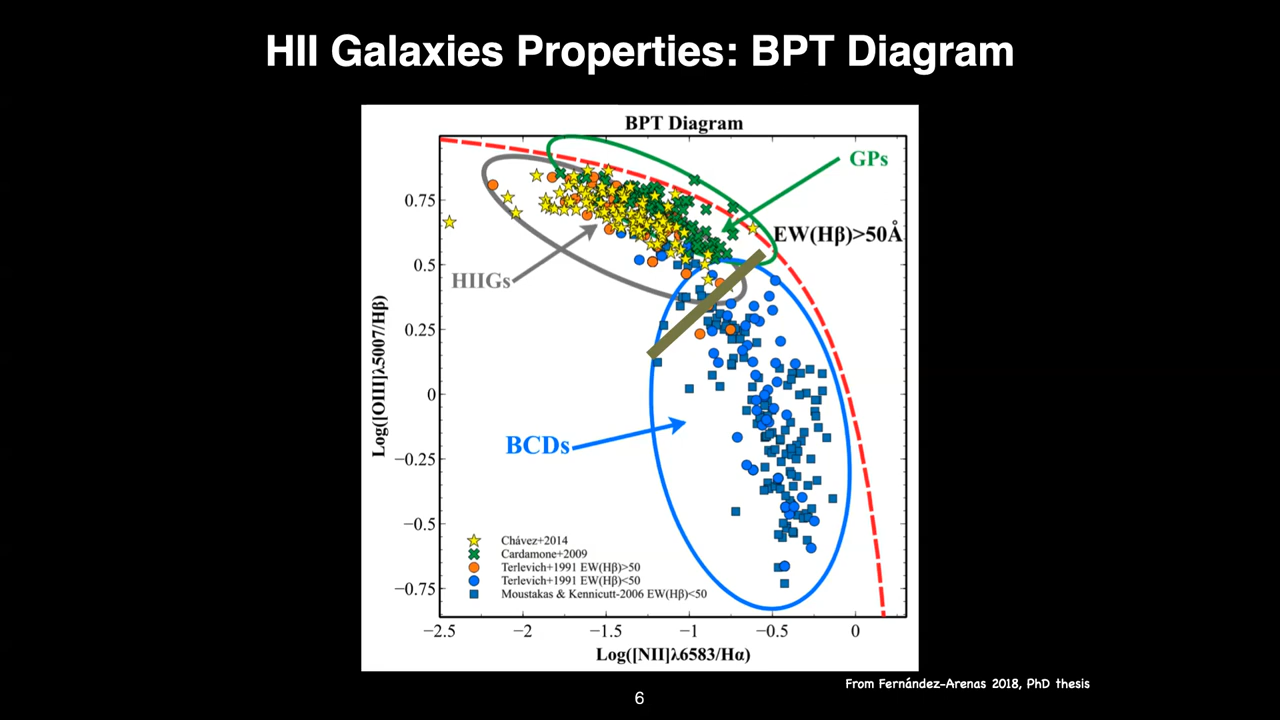 HII Galaxies Properties: BPT Diagram
BPT Diagram
GPs
EW(Hβ)>50Å
HIIGs
BCDs
Log([OIII]λ5007/Hβ)
0.75
0.5
0.25
0
−0.25
−0.5
−0.75
Chávez+2014
Cardamone+2009
Terlevich+1991 EW(Hβ)>50
Terlevich+1991 EW(Hβ)<50
Moustakas & Kennicutt-2006 EW(Hβ)<50
−2.5 −2 −1.5 −1 −0.5 0
Log([NII]λ6583/Hα)
From Fernández-Arenas 2018, PhD thesis
6